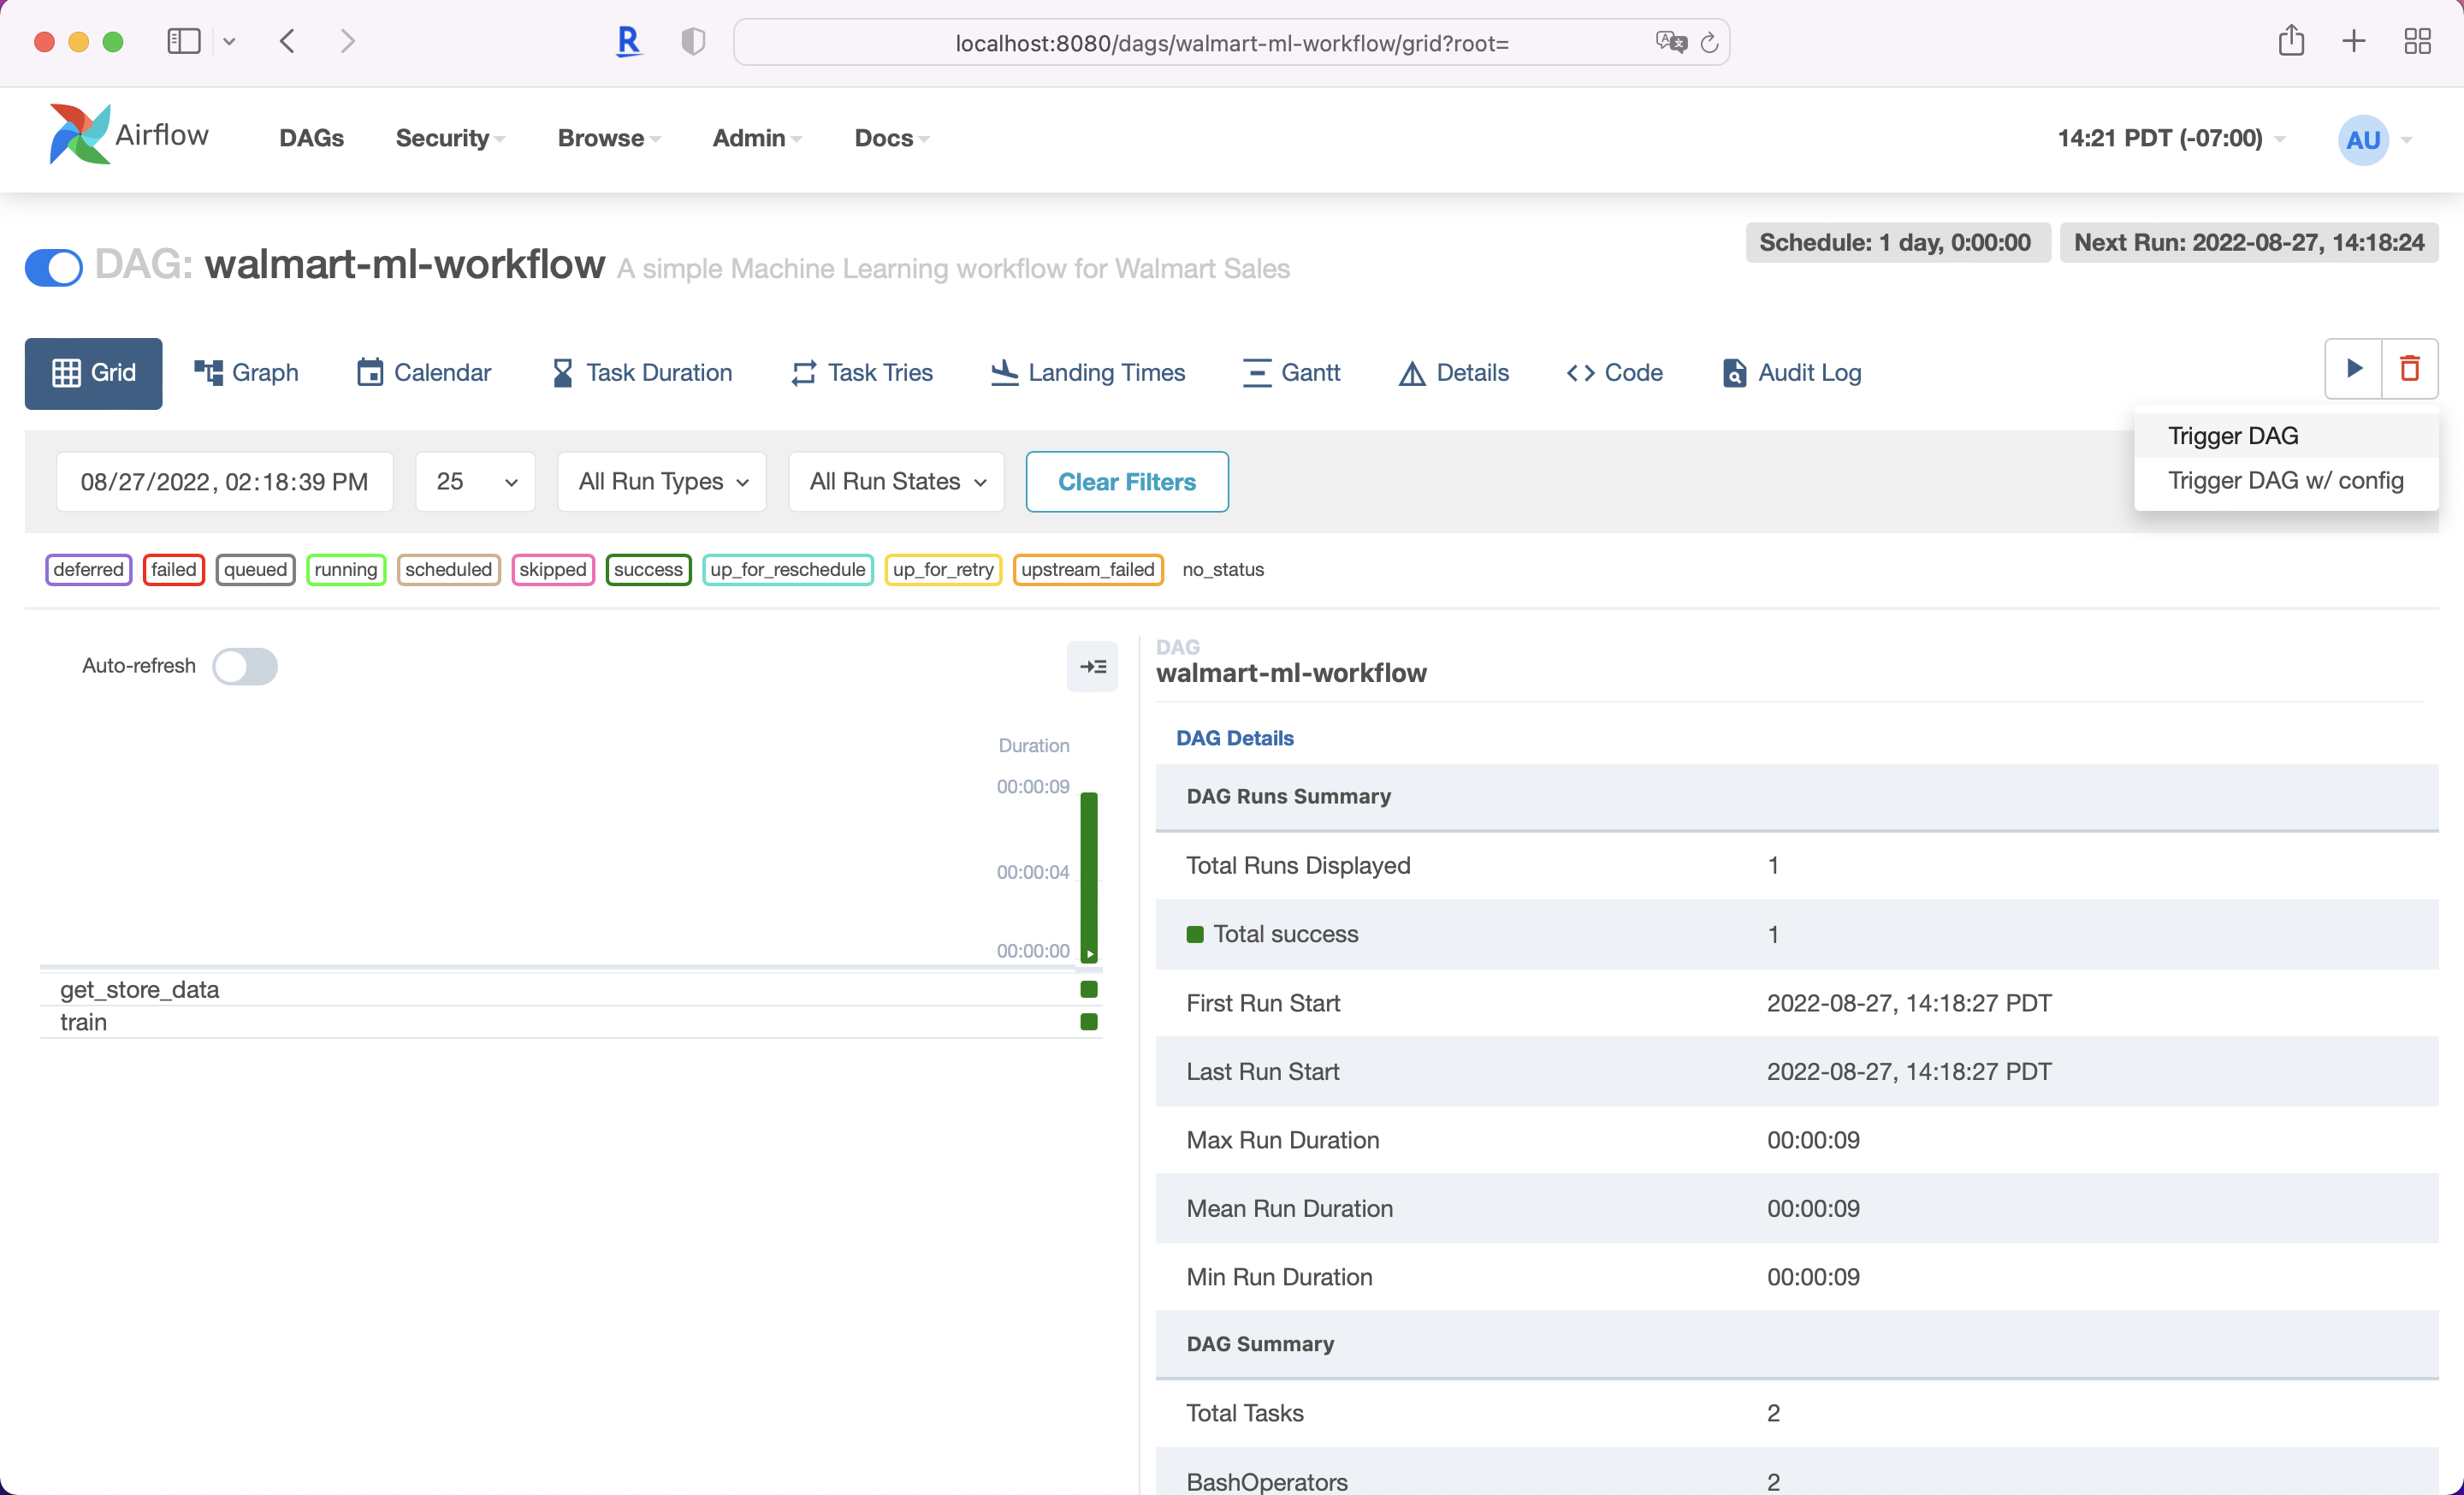 localhost:8080/dags/walmart-ml-workflow/grid?root=
Airflow
DAGs
Security
Browse
Admin
Docs
14:21 PDT (-07:00)
AU
DAG: walmart-ml-workflow A simple Machine Learning workflow for Walmart Sales
Schedule: 1 day, 0:00:00
Next Run: 2022-08-27, 14:18:24
Grid
Graph
Calendar
Task Duration
Task Tries
Landing Times
Gantt
Details
Code
Audit Log
Trigger DAG
Trigger DAG w/ config
08/27/2022, 02:18:39 PM
25
All Run Types
All Run States
Clear Filters
deferred
failed
queued
running
scheduled
skipped
success
up_for_reschedule
up_for_retry
upstream_failed
no_status
Auto-refresh
Duration
00:00:09
00:00:04
00:00:00
get_store_data
train
DAG
walmart-ml-workflow
DAG Details
DAG Runs Summary
Total Runs Displayed 1
Total success 1
First Run Start 2022-08-27, 14:18:27 PDT
Last Run Start 2022-08-27, 14:18:27 PDT
Max Run Duration 00:00:09
Mean Run Duration 00:00:09
Min Run Duration 00:00:09
DAG Summary
Total Tasks 2
BashOperators 2